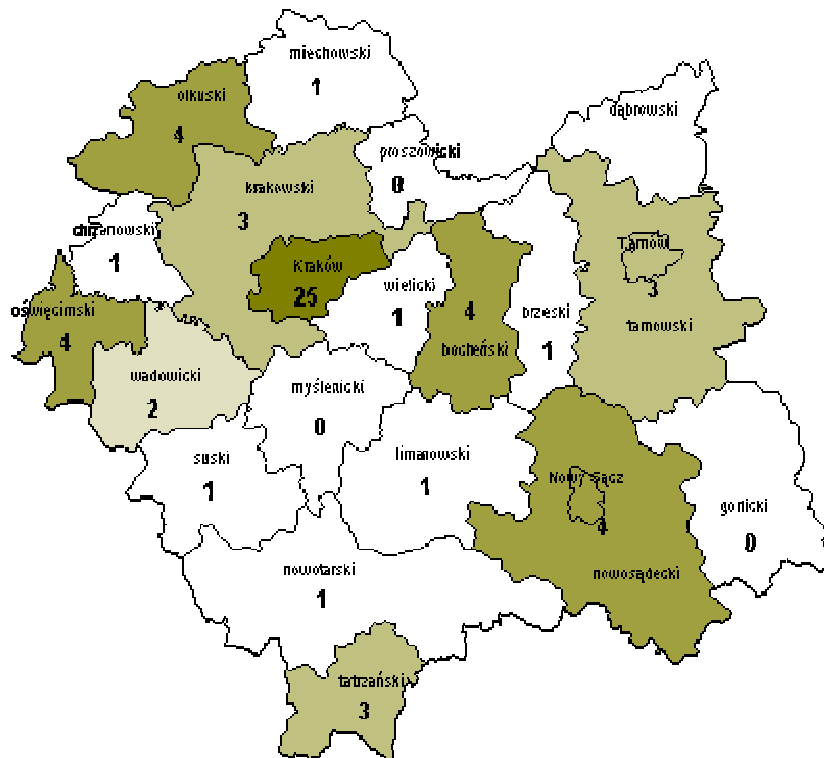 miechowski
1
olkuski
4
dąbrowski
proszowicki
0
krakowski
3
chrzanowski
1
Kraków
25
wielicki
1
4
bocheński
brzeski
1
Tarnów
3
tarnowski
oświęcimski
4
wadowicki
2
myślenicki
0
suski
1
limanowski
1
Nowy Sącz
4
nowosądecki
gorlicki
0
nowotarski
1
tatrzański
3